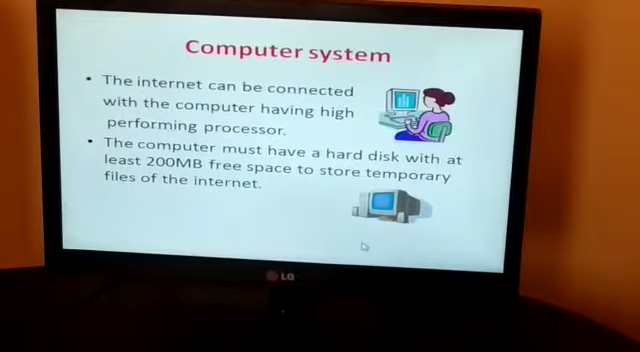 Computer system
• The internet can be connected
with the computer having high
performing processor.
• The computer must have a hard disk with at
least 200MB free space to store temporary
files of the internet.
LG